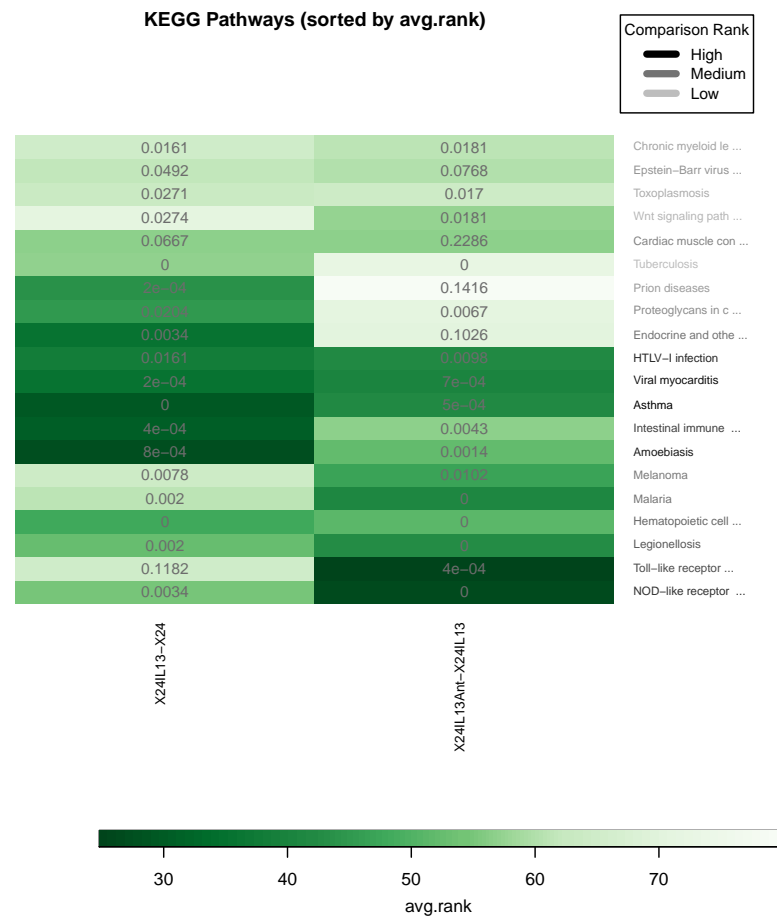 KEGG Pathways (sorted by avg.rank)
Comparison Rank
High
Medium
Low
0.0161 0.0181 Chronic myeloid le ...
0.0492 0.0768 Epstein−Barr virus ...
0.0271 0.017 Toxoplasmosis
0.0274 0.0181 Wnt signaling path ...
0.0667 0.2286 Cardiac muscle con ...
0 0 Tuberculosis
2e−04 0.1416 Prion diseases
0.0204 0.0067 Proteoglycans in c ...
0.0034 0.1026 Endocrine and othe ...
0.0161 0.0098 HTLV−I infection
2e−04 7e−04 Viral myocarditis
0 5e−04 Asthma
4e−04 0.0043 Intestinal immune ...
8e−04 0.0014 Amoebiasis
0.0078 0.0102 Melanoma
0.002 0 Malaria
0 0 Hematopoietic cell ...
0.002 0 Legionellosis
0.1182 4e−04 Toll−like receptor ...
0.0034 0 NOD−like receptor ...
X24IL13−X24
X24IL13Ant−X24IL13
30 40 50 60 70
avg.rank